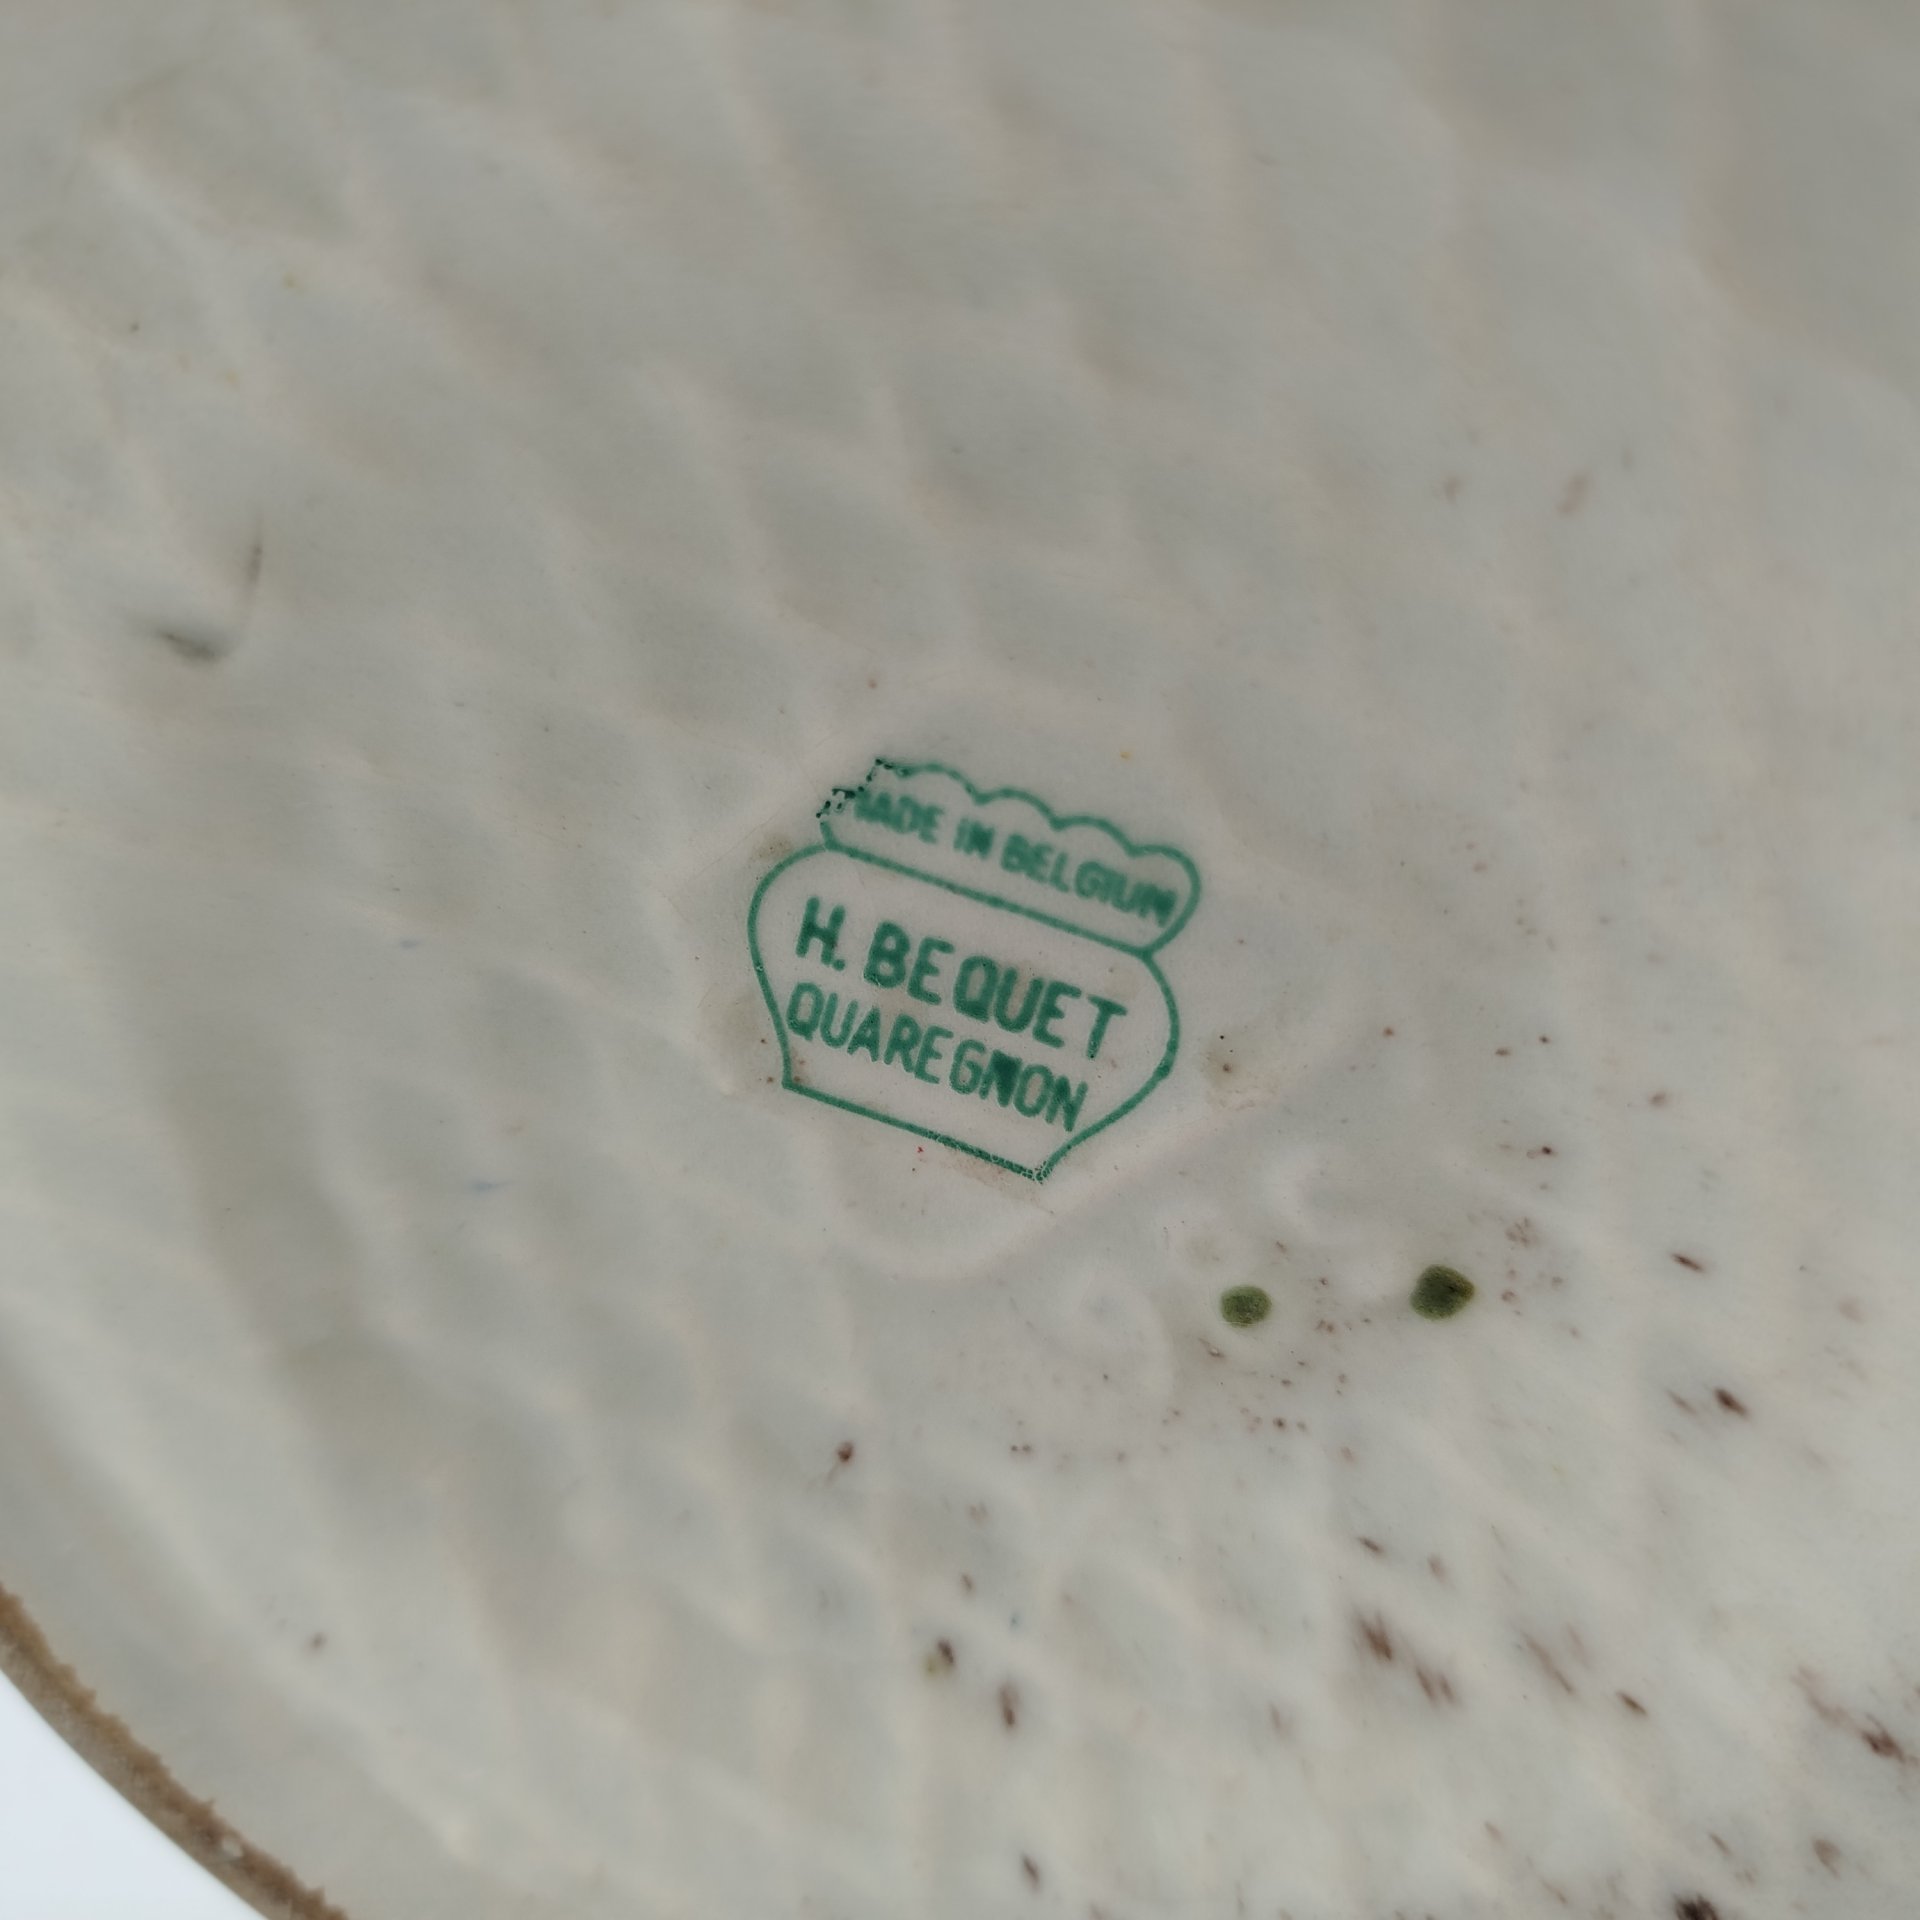 MADE IN BELGIUM
H. BEQUET
QUAREGNON